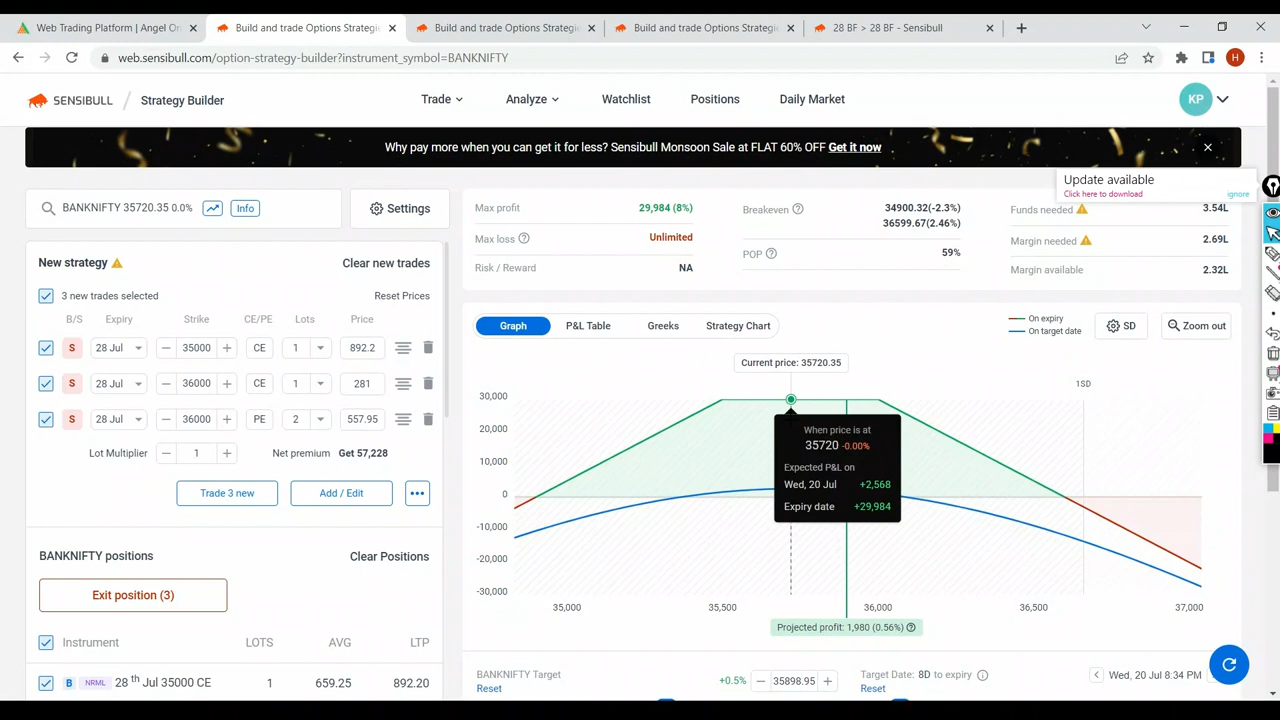 Web Trading Platform | Angel On
Build and trade Options Strategie
Build and trade Options Strategie
Build and trade Options Strategie
28 BF > 28 BF - Sensibull
web.sensibull.com/option-strategy-builder?instrument_symbol=BANKNIFTY
H
SENSIBULL / Strategy Builder
Trade Analyze Watchlist Positions Daily Market
KP
Why pay more when you can get it for less? Sensibull Monsoon Sale at FLAT 60% OFF Get it now
Update available
Click here to download ignore
BANKNIFTY 35720.35 0.0% Info
Settings
Max profit 29,984 (8%)
Max loss Unlimited
Risk / Reward NA
Breakeven 34900.32(-2.3%)
36599.67(2.46%)
POP 59%
Funds needed 3.54L
Margin needed 2.69L
Margin available 2.32L
New strategy Clear new trades
3 new trades selected Reset Prices
B/S Expiry Strike CE/PE Lots Price
S 28 Jul 35000 CE 1 892.2
S 28 Jul 36000 CE 1 281
S 28 Jul 36000 PE 2 557.95
Lot Multiplier 1 Net premium Get 57,228
Trade 3 new Add / Edit
BANKNIFTY positions Clear Positions
Exit position (3)
Instrument LOTS AVG LTP
B NRML 28 th Jul 35000 CE 1 659.25 892.20
Graph P&L Table Greeks Strategy Chart
On expiry
On target date
SD
Zoom out
Current price: 35720.35
1SD
30,000
20,000
10,000
0
-10,000
-20,000
-30,000
When price is at
35720 -0.00%
Expected P&L on
Wed, 20 Jul +2,568
Expiry date +29,984
35,000 35,500 36,000 36,500 37,000
Projected profit: 1,980 (0.56%)
BANKNIFTY Target +0.5% 35898.95
Reset
Target Date: 8D to expiry Wed, 20 Jul 8:34 PM
Reset